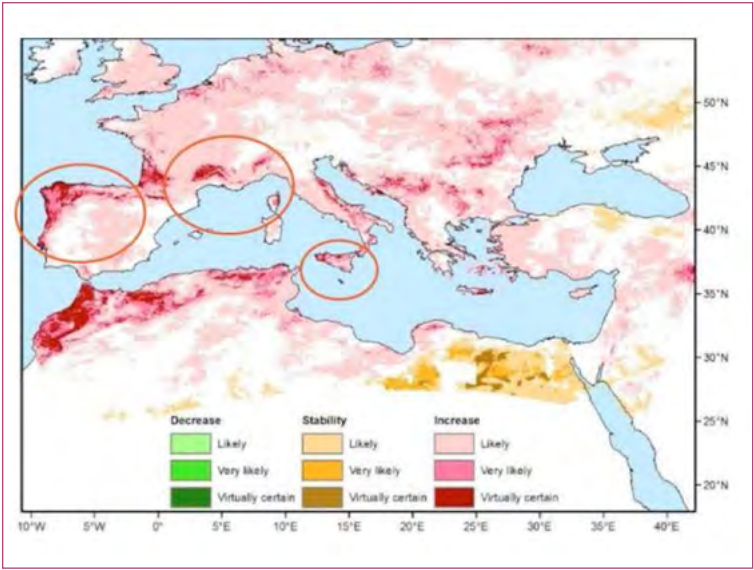 50°N
45°N
40°N
35°N
30°N
25°N
20°N
Decrease Stability Increase
Likely Likely Likely
Very likely Very likely Very likely
Virtually certain Virtually certain Virtually certain
10°W 5°W 0° 5°E 10°E 15°E 20°E 25°E 30°E 35°E 40°E